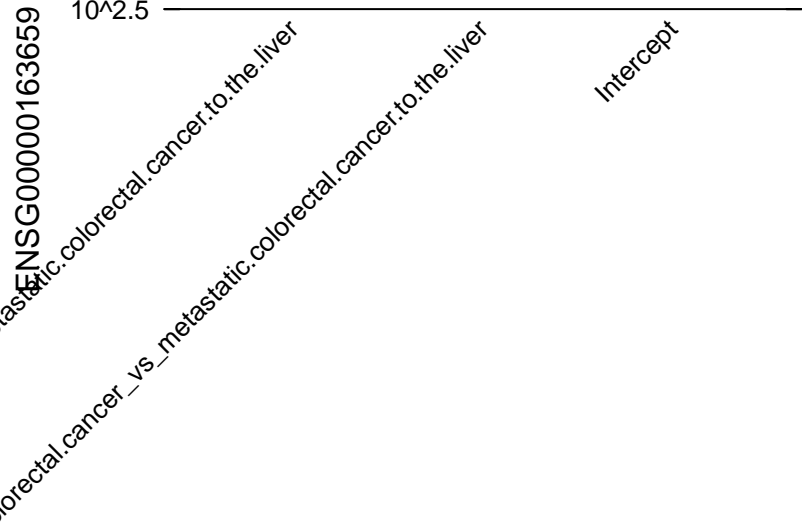 10^2.5
ENSG00000163659
metastatic.colorectal.cancer.to.the.liver
colorectal.cancer_vs_metastatic.colorectal.cancer.to.the.liver
Intercept